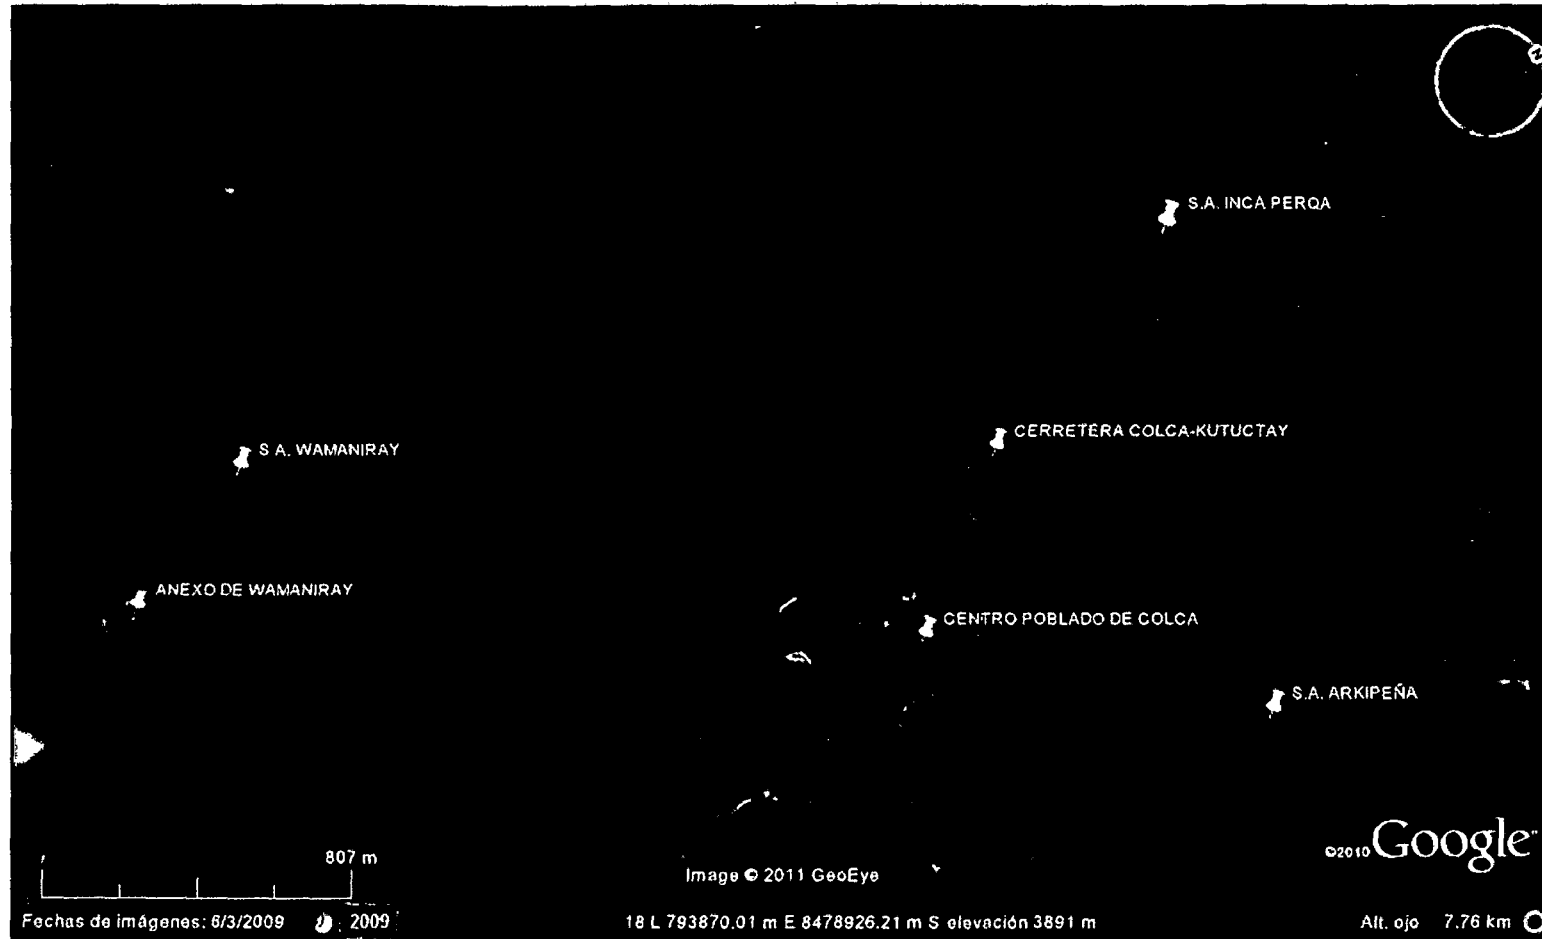 S.A. INCA PERQA
CERRETERA COLCA-KUTUCTAY
S A. WAMANIRAY
ANEXO DE WAMANIRAY
CENTRO POBLADO DE COLCA
S.A. ARKIPEÑA
807 m
©2010 Google™
Image © 2011 GeoEye
Fechas de imágenes: 6/3/2009 2009 18 L 793870.01 m E 8478926.21 m S elevación 3891 m Alt. ojo 7.76 km